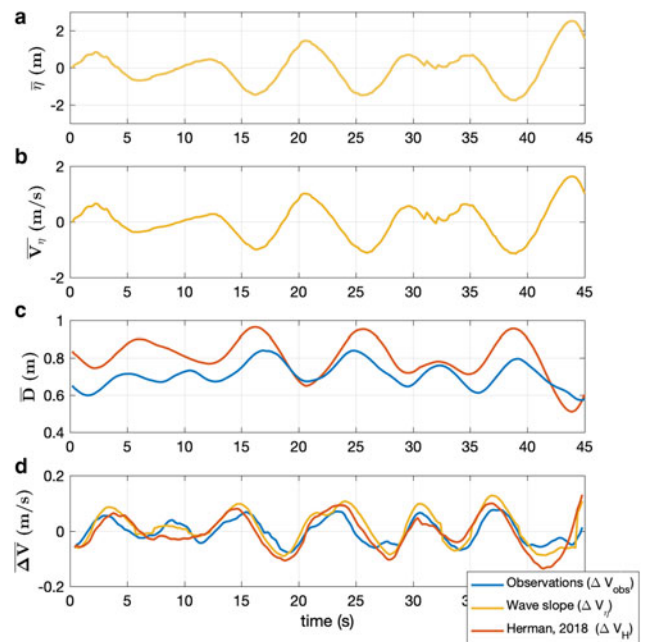 a
η̅ (m)
2
0
-2
0 5 10 15 20 25 30 35 40 45
b
V̅η (m/s)
2
0
-2
0 5 10 15 20 25 30 35 40 45
c
D̅ (m)
1
0.8
0.6
0.4
0 5 10 15 20 25 30 35 40 45
d
Δ̅V̅ (m/s)
0.2
0
-0.2
0 5 10 15 20 25 30 35
time (s)
Observations (Δ Vobs)
Wave slope (Δ Vη)
Herman, 2018 (Δ VH)